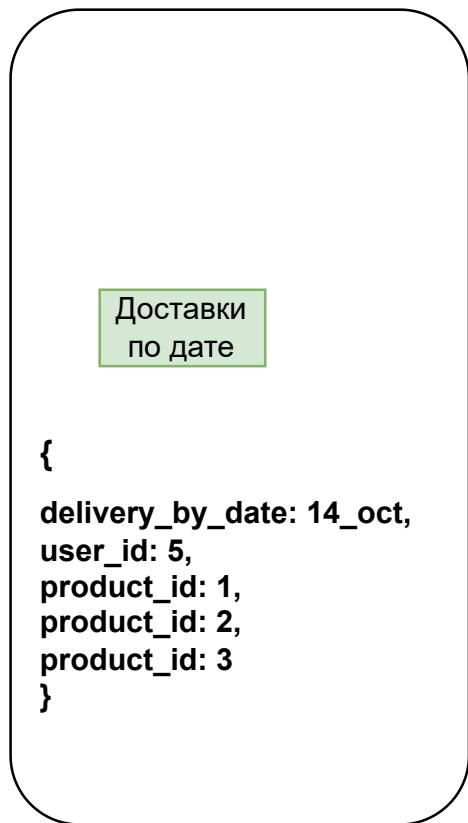 Доставки
по дате
{
delivery_by_date: 14_oct,
user_id: 5,
product_id: 1,
product_id: 2,
product_id: 3
}